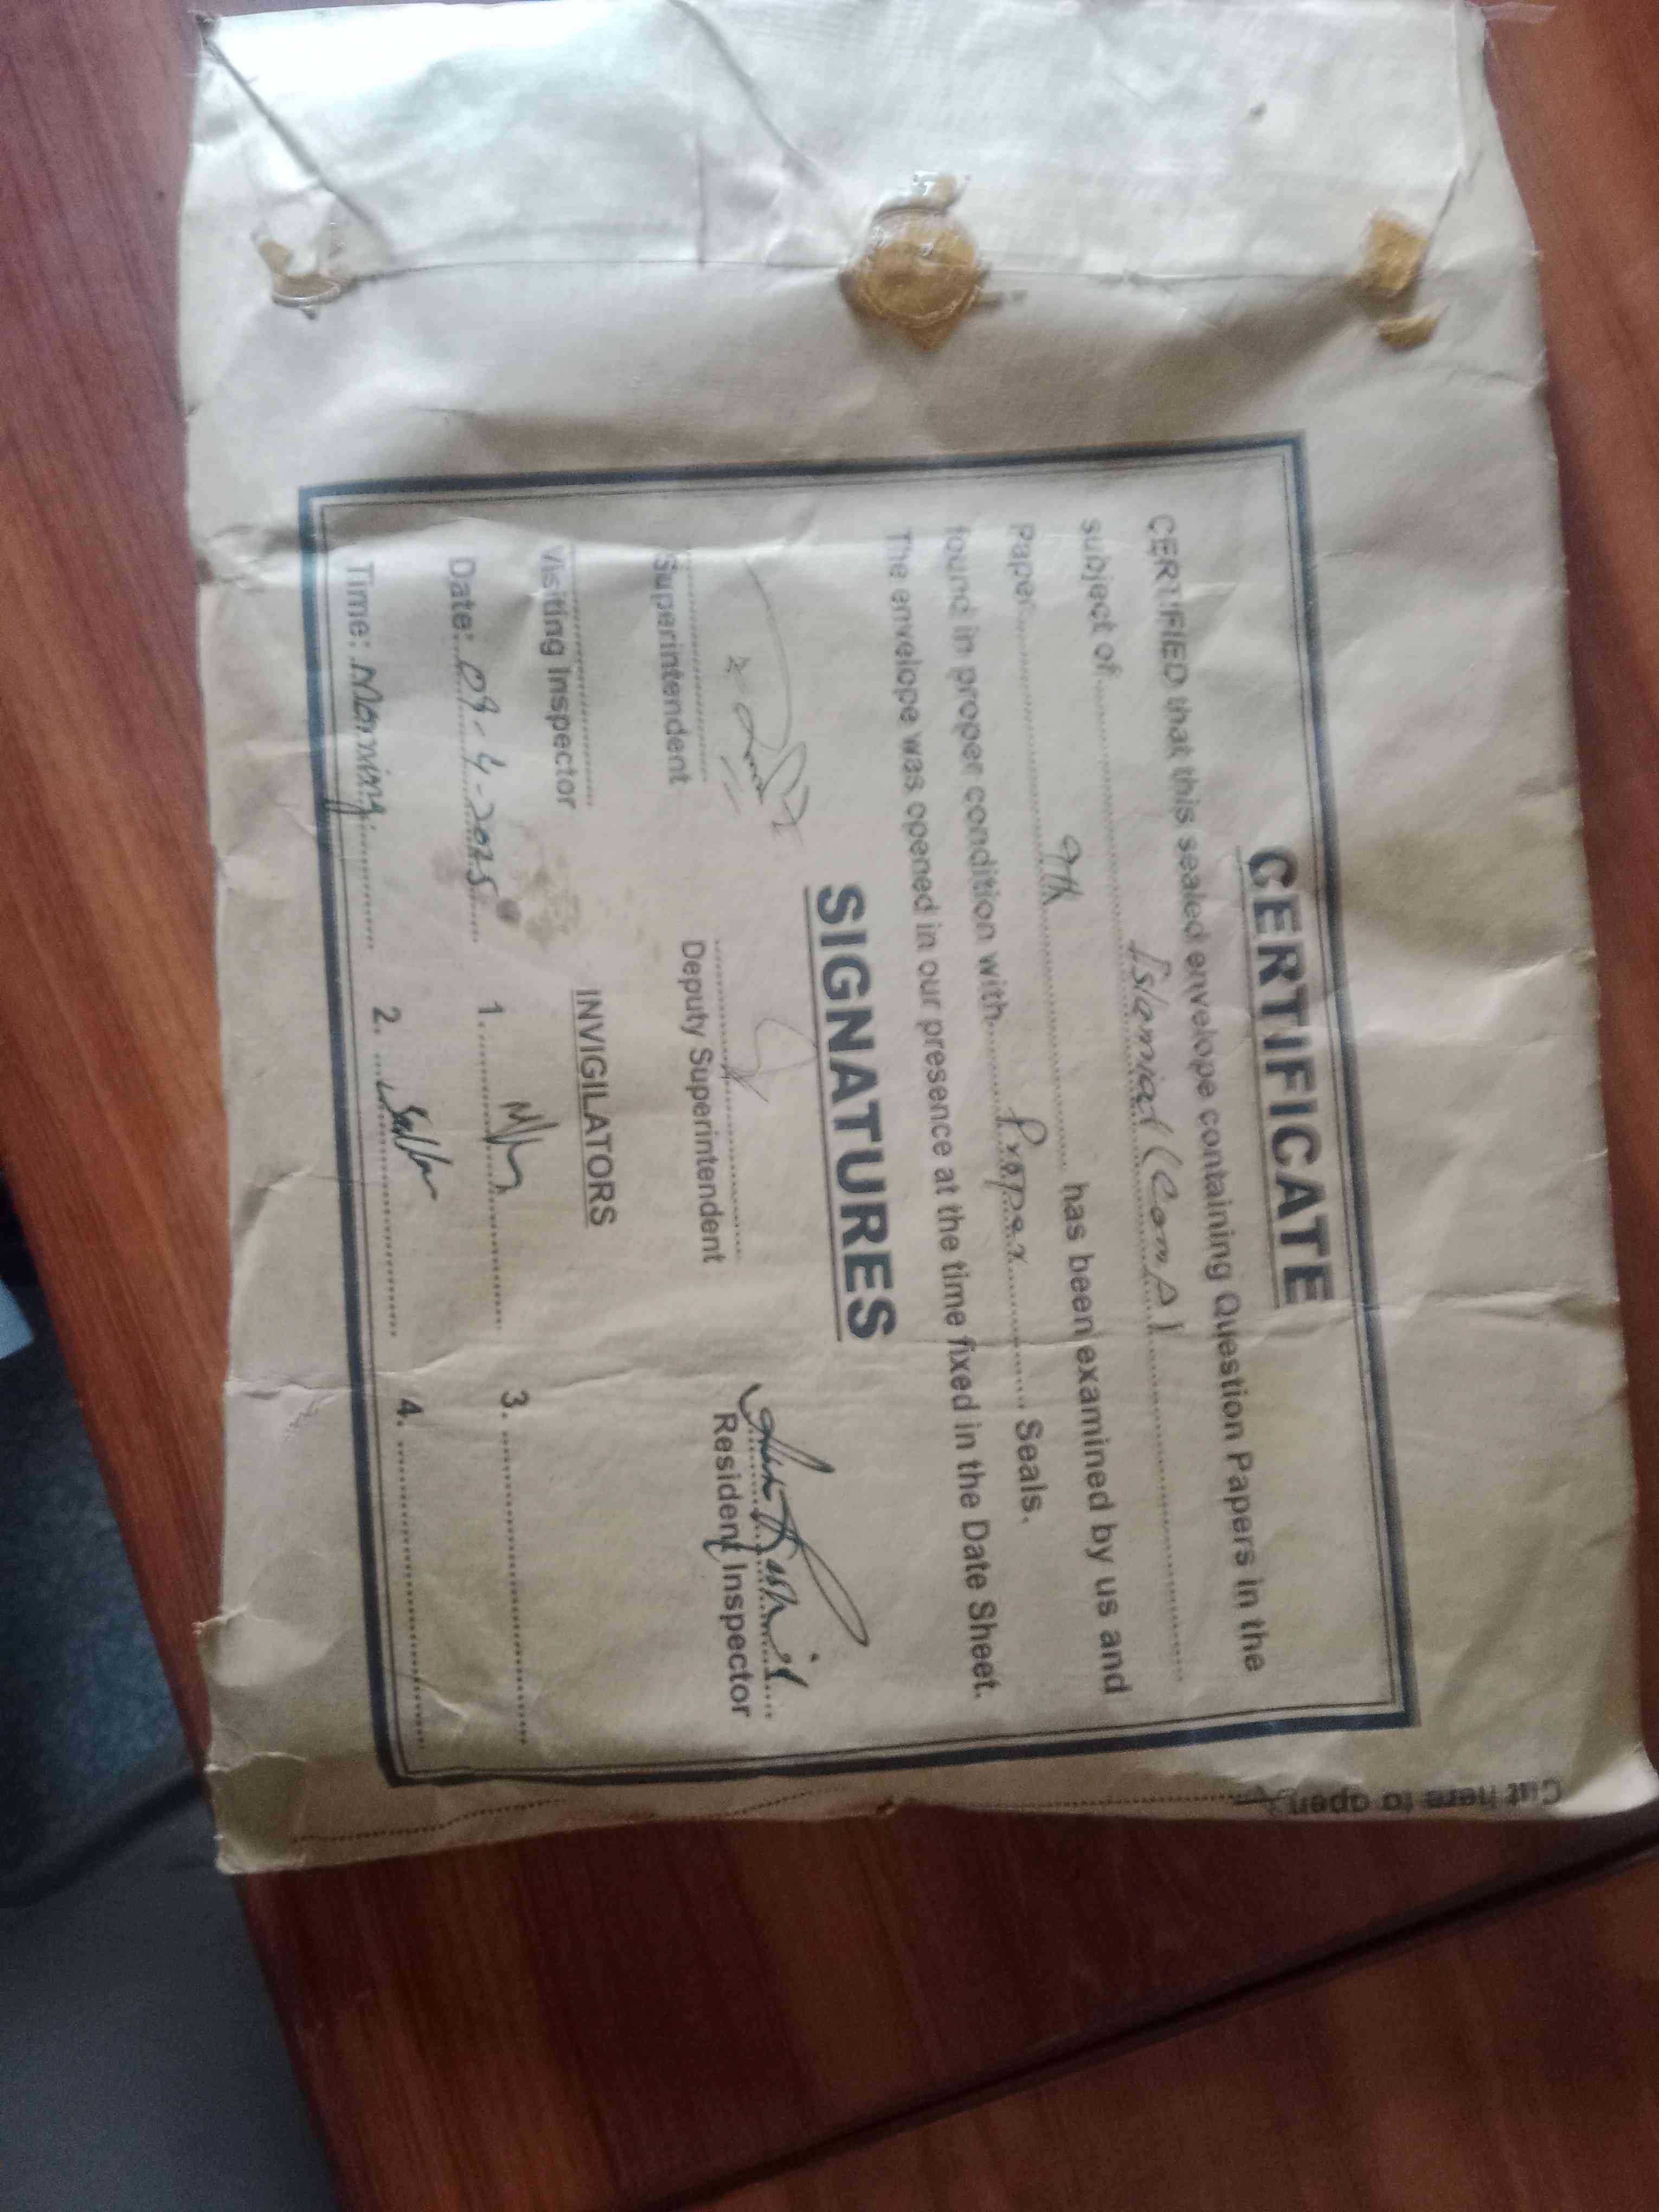 CERTIFICATE
CERTIFIED that this sealed envelope containing Question Papers in the
subject of Islamiat (Comp)
Paper 9th has been examined by us and
found in proper condition with Proper Seals.
The envelope was opened in our presence at the time fixed in the Date Sheet.
SIGNATURES
Superintendent Deputy Superintendent Resident Inspector
Visiting Inspector INVIGILATORS
Date: 09-4-2025 1. 3.
Time: Morning 2. 4.
Cut here to open